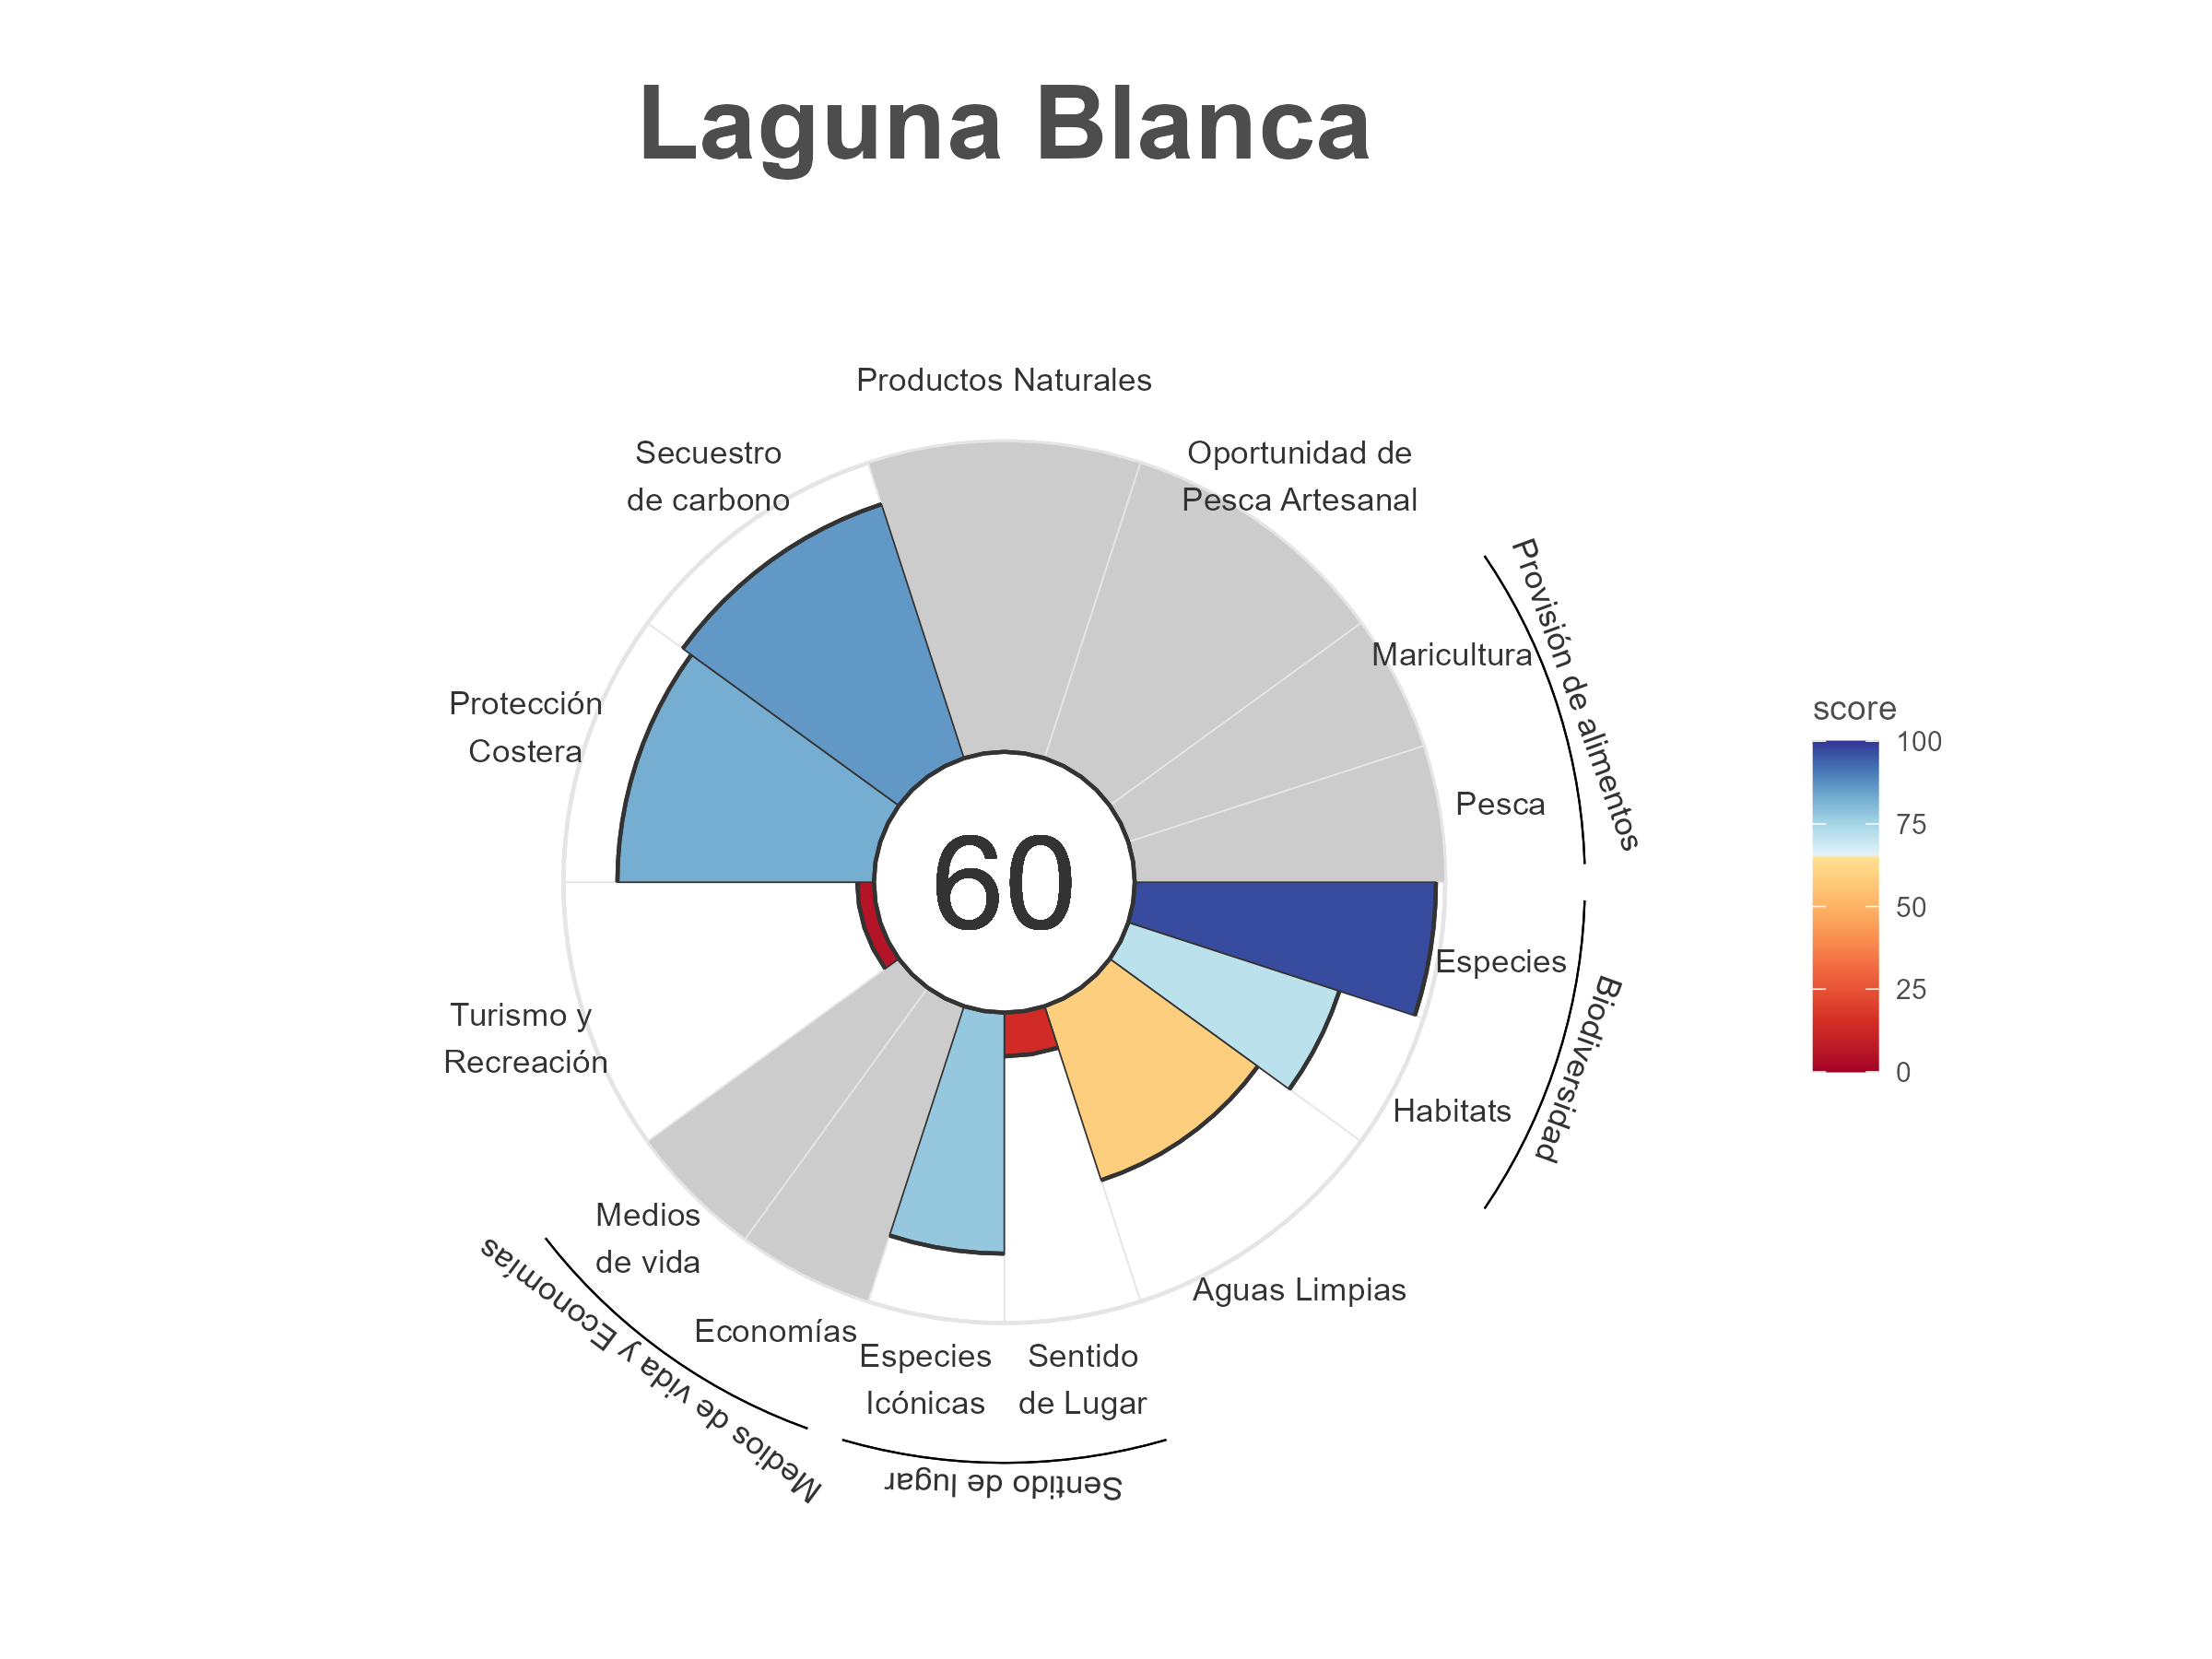 Laguna Blanca
Productos Naturales
Secuestro
de carbono
Oportunidad de
Pesca Artesanal
Provisión de alimentos
Maricultura
Protección
Costera
score
100
75
50
25
0
Pesca
60
Especies
Biodiversidad
Turismo y
Recreación
Habitats
Medios
de vida
Aguas Limpias
Economías
Especies
Icónicas
Sentido
de Lugar
Medios de vida y Economías
Sentido de lugar